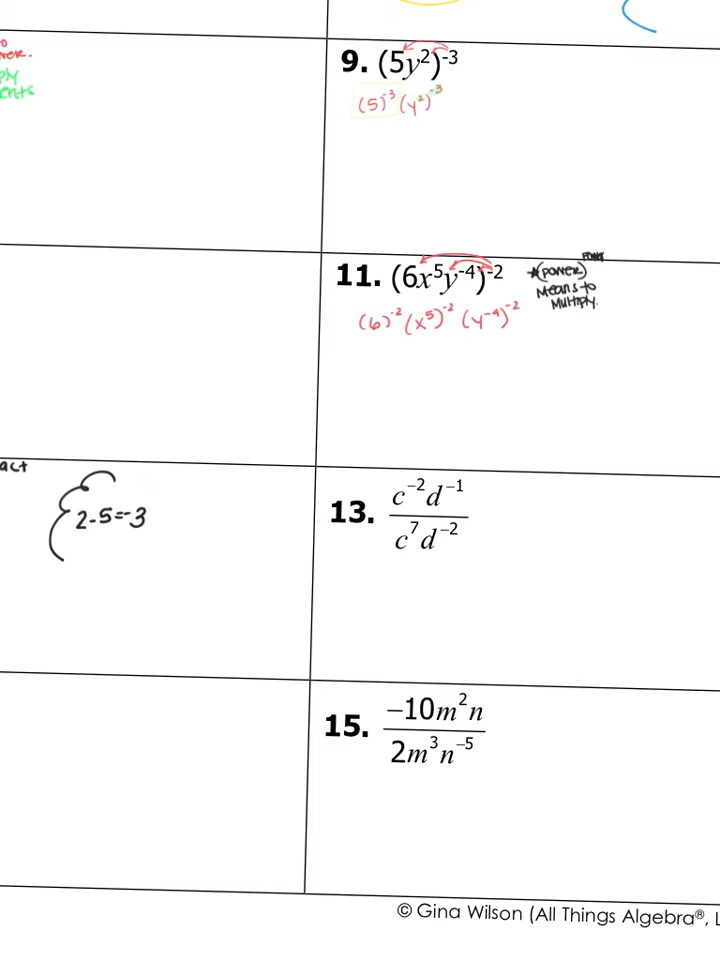 9. (5y²)⁻³
(5)⁻³ (y²)⁻³
11. (6x⁵y⁻⁴)⁻²
*(power)
Means to
Multiply.
(6)⁻² (x⁵)⁻² (y⁻⁴)⁻²
act
2-5=-3
13. c⁻²d⁻¹
c⁷d⁻²
15. −10m²n
2m³n⁻⁵
© Gina Wilson (All Things Algebra®, L